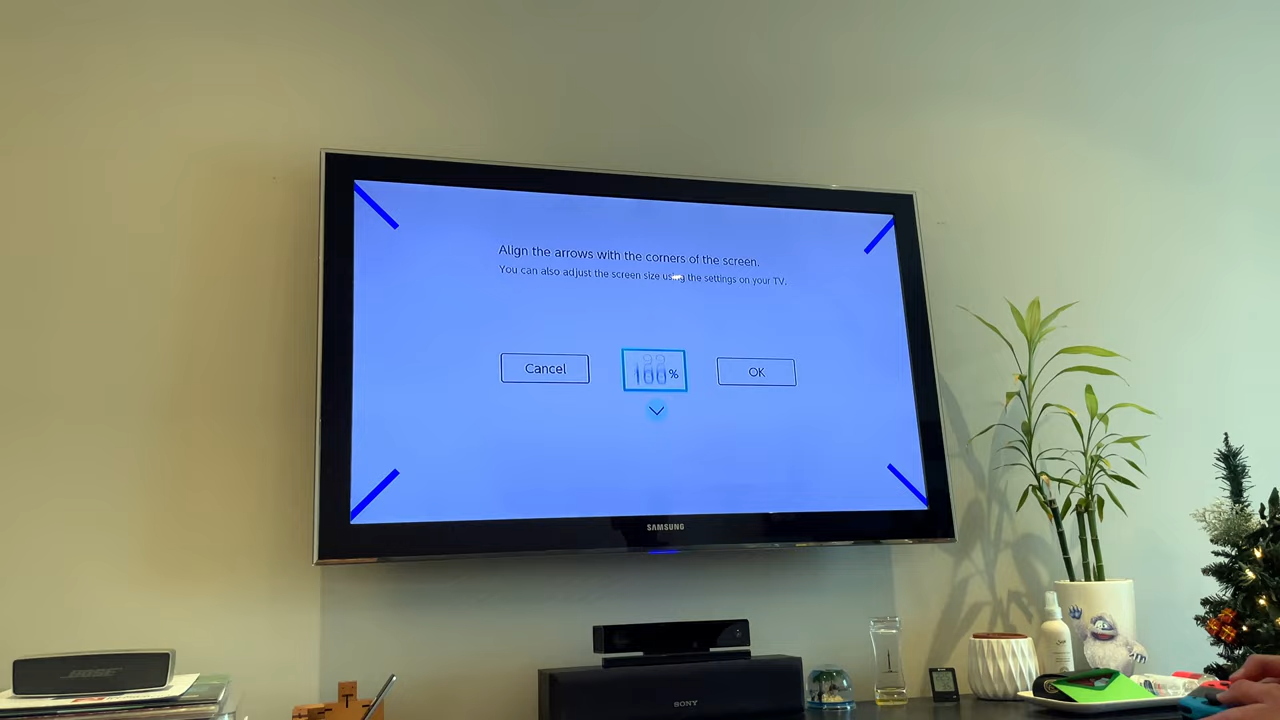 Align the arrows with the corners of the screen.
You can also adjust the screen size using the settings on your TV.
Cancel
%
OK
SAMSUNG
SONY
BOSE